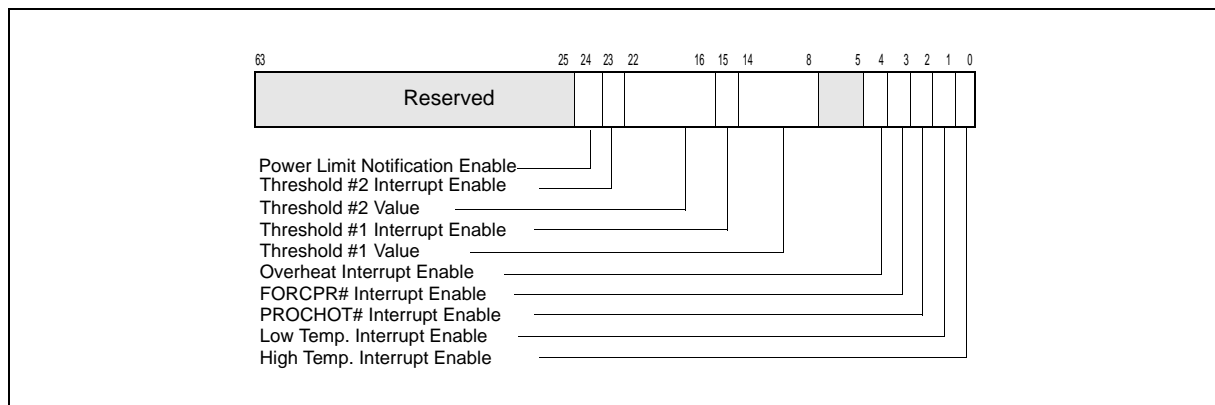 63 25 24 23 22 16 15 14 8 5 4 3 2 1 0
Reserved
Power Limit Notification Enable
Threshold #2 Interrupt Enable
Threshold #2 Value
Threshold #1 Interrupt Enable
Threshold #1 Value
Overheat Interrupt Enable
FORCPR# Interrupt Enable
PROCHOT# Interrupt Enable
Low Temp. Interrupt Enable
High Temp. Interrupt Enable